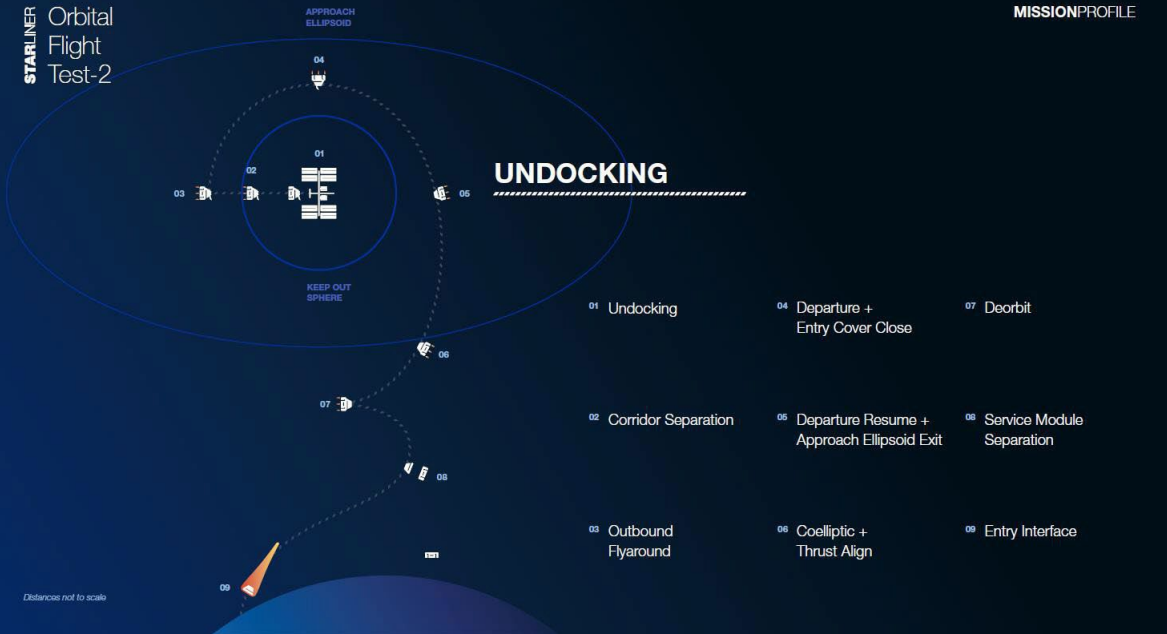 STARLINER
Orbital
Flight
Test-2
MISSIONPROFILE
APPROACH
ELLIPSOID
04
01
02
03
05
UNDOCKING
KEEP OUT
SPHERE
06
07
08
09
Distances not to scale
01 Undocking
02 Corridor Separation
03 Outbound
Flyaround
04 Departure +
Entry Cover Close
05 Departure Resume +
Approach Ellipsoid Exit
06 Coelliptic +
Thrust Align
07 Deorbit
08 Service Module
Separation
09 Entry Interface